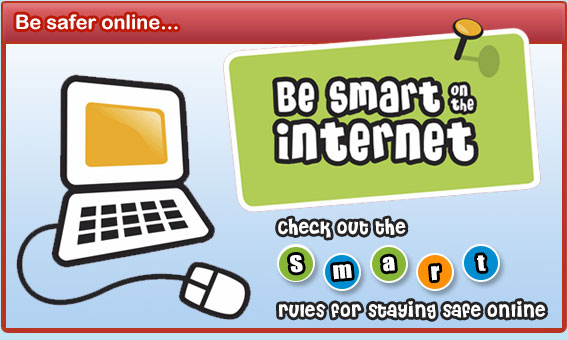 Be safer online...
Be smart on the
internet
check out the
s m a r t
rules for staying safe online